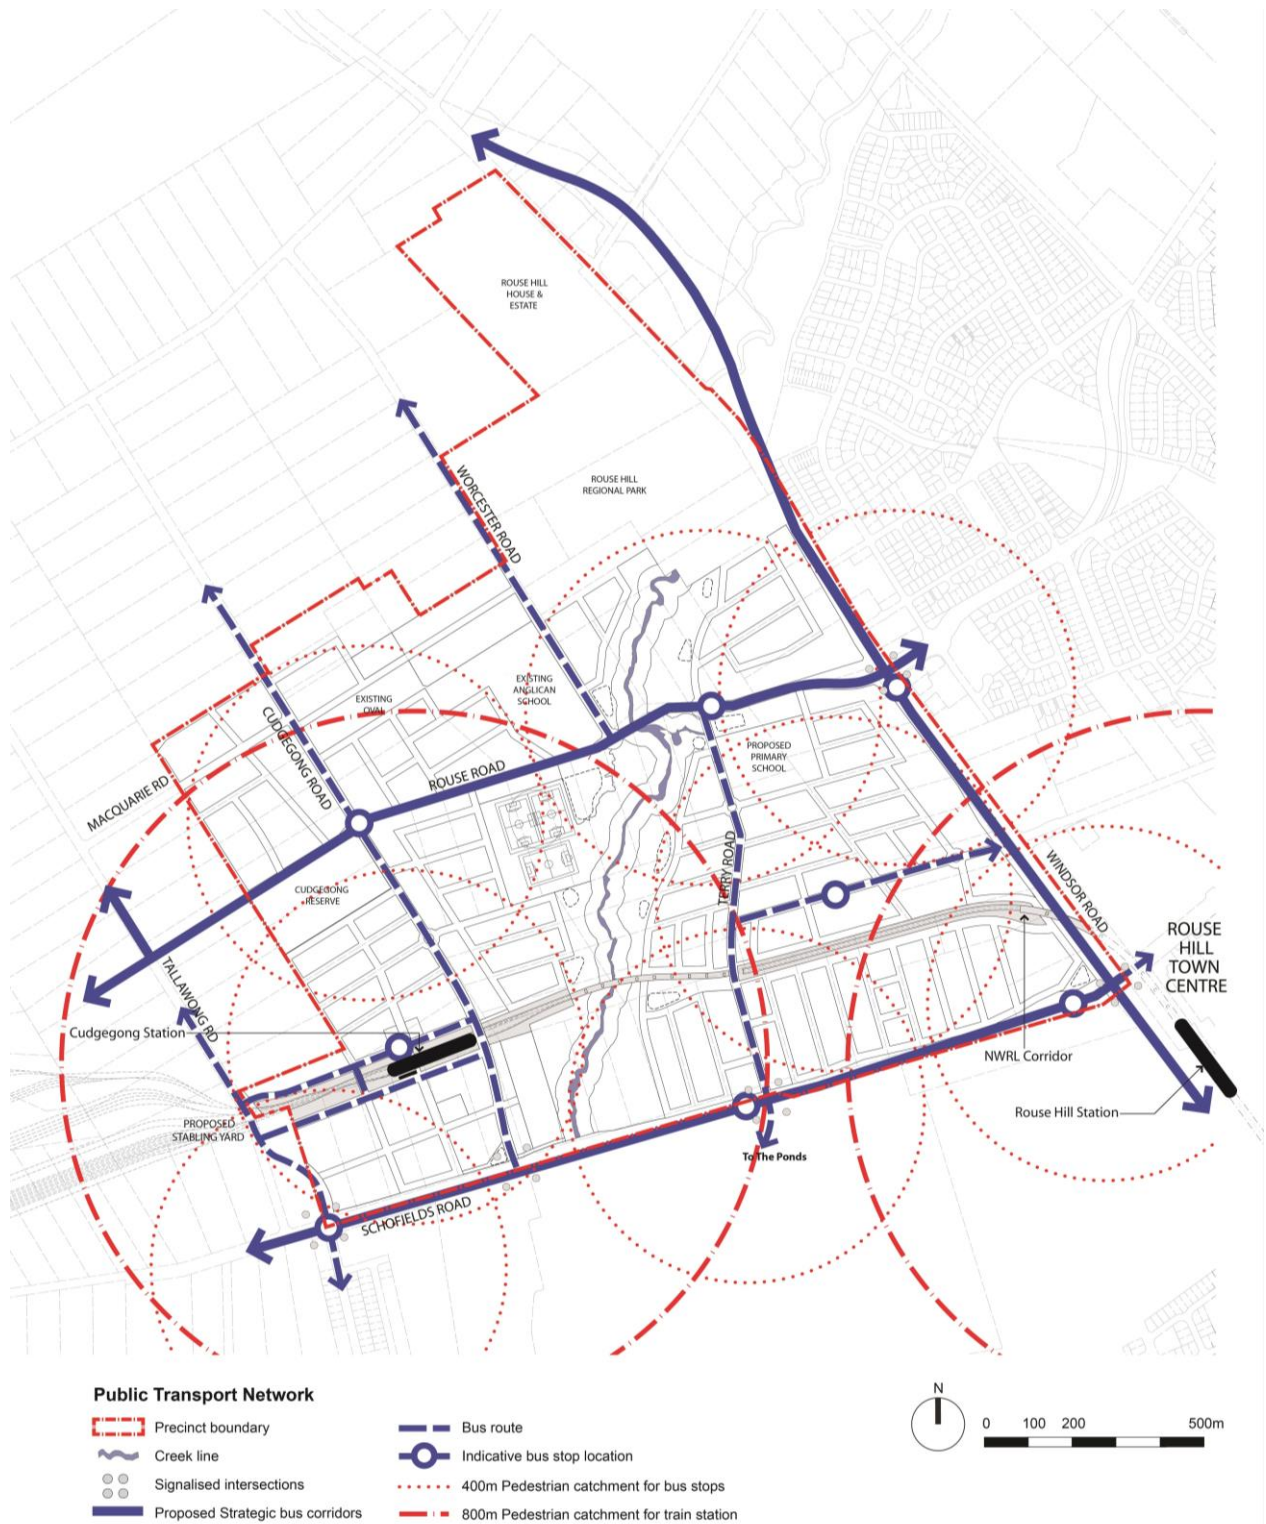 ROUSE HILL
HOUSE &
ESTATE
WORCESTER ROAD
ROUSE HILL
REGIONAL PARK
EXISTING
ANGLICAN
SCHOOL
EXISTING
OVAL
CUDGEGONG ROAD
MACQUARIE RD
ROUSE ROAD
PROPOSED
PRIMARY
SCHOOL
TERRY ROAD
WINDSOR ROAD
CUDGEGONG
RESERVE
ROUSE
HILL
TOWN
CENTRE
TALLAWONG RD
Cudgegong Station
NWRL Corridor
Rouse Hill Station
PROPOSED
STABLING YARD
To The Ponds
SCHOFIELDS ROAD
Public Transport Network
Precinct boundary
Creek line
Signalised intersections
Proposed Strategic bus corridors
Bus route
Indicative bus stop location
400m Pedestrian catchment for bus stops
800m Pedestrian catchment for train station
N
0 100 200 500m